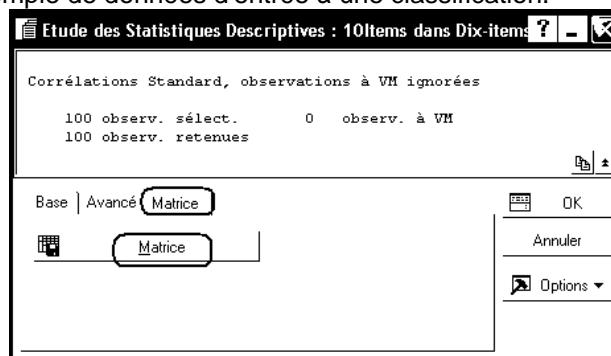 mple de données d'entrée à une classification.
Etude des Statistiques Descriptives : 10Items dans Dix-items ? _
Corrélations Standard, observations à VM ignorées
100 observ. sélect. 0 observ. à VM
100 observ. retenues
Base Avancé Matrice
OK
Matrice
Annuler
Options